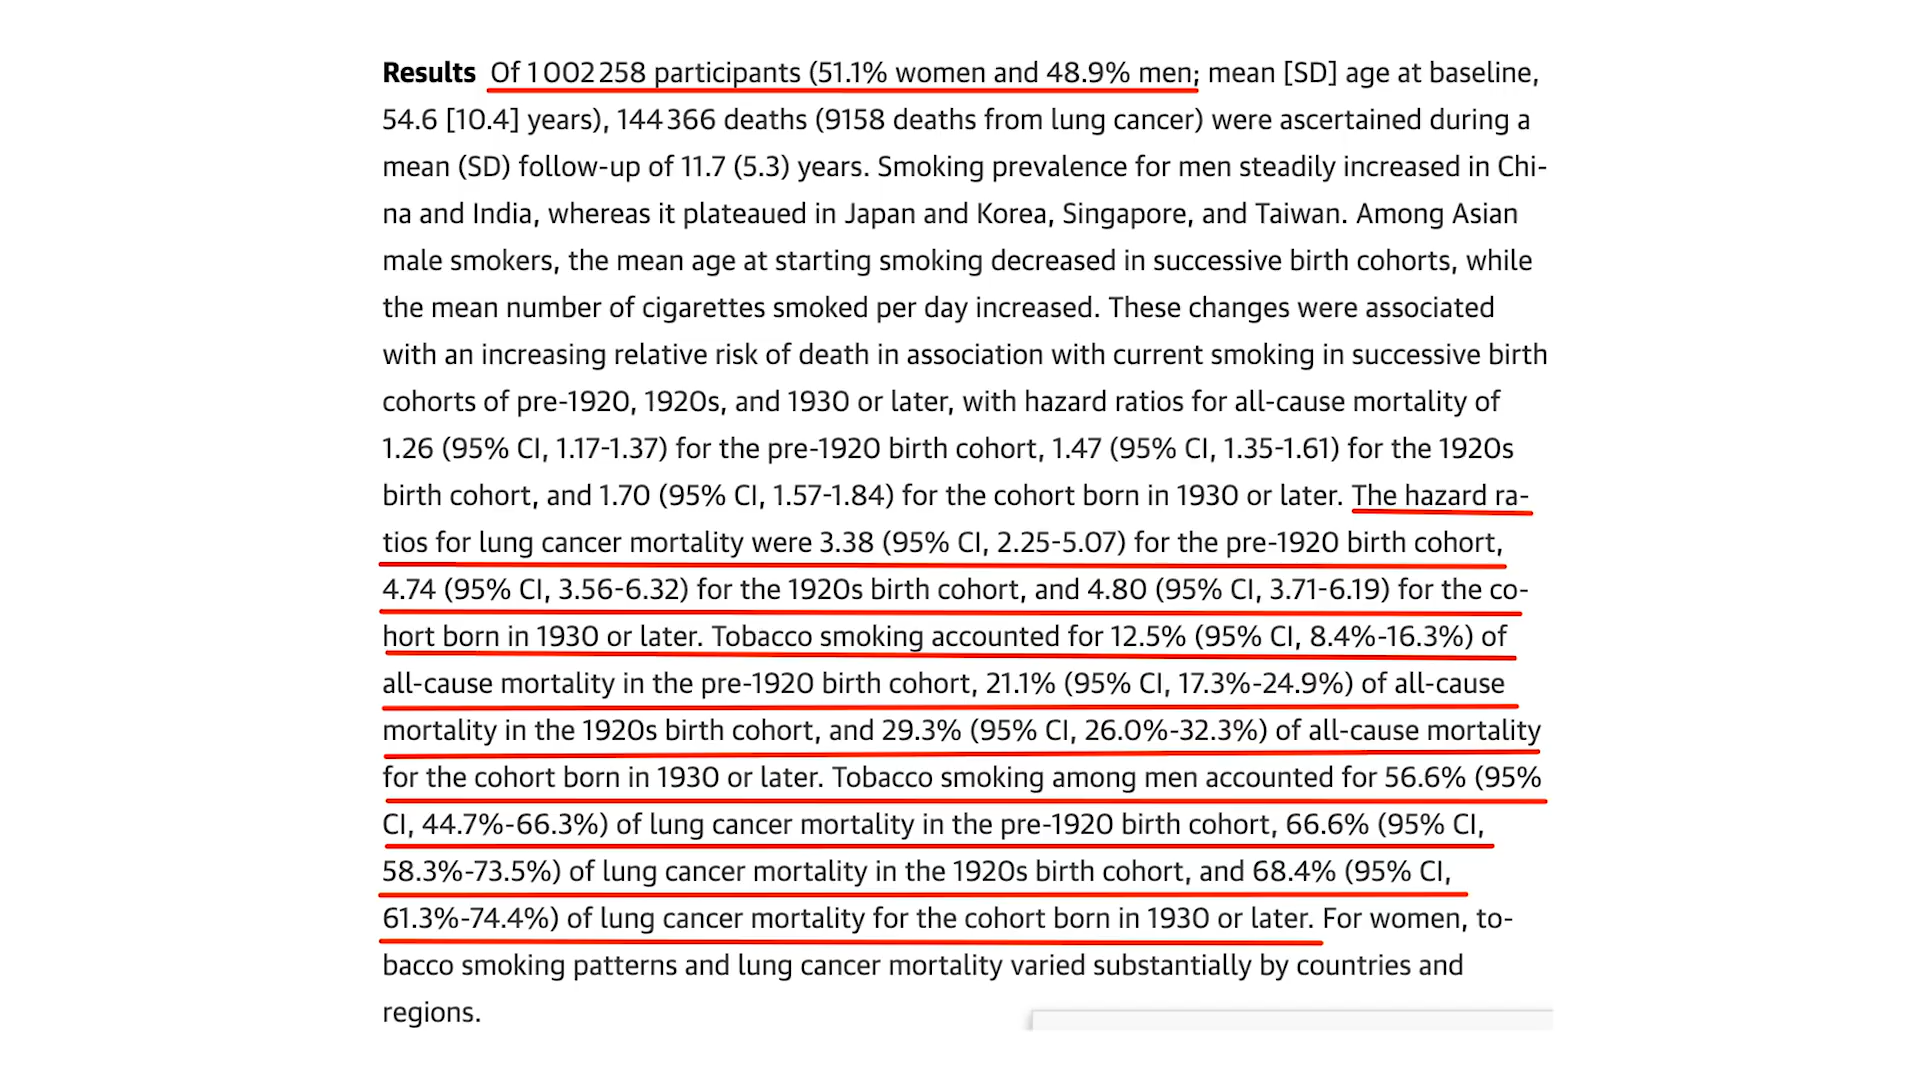 Results Of 1 002 258 participants (51.1% women and 48.9% men; mean [SD] age at baseline,
54.6 [10.4] years), 144 366 deaths (9158 deaths from lung cancer) were ascertained during a
mean (SD) follow-up of 11.7 (5.3) years. Smoking prevalence for men steadily increased in Chi-
na and India, whereas it plateaued in Japan and Korea, Singapore, and Taiwan. Among Asian
male smokers, the mean age at starting smoking decreased in successive birth cohorts, while
the mean number of cigarettes smoked per day increased. These changes were associated
with an increasing relative risk of death in association with current smoking in successive birth
cohorts of pre-1920, 1920s, and 1930 or later, with hazard ratios for all-cause mortality of
1.26 (95% CI, 1.17-1.37) for the pre-1920 birth cohort, 1.47 (95% CI, 1.35-1.61) for the 1920s
birth cohort, and 1.70 (95% CI, 1.57-1.84) for the cohort born in 1930 or later. The hazard ra-
tios for lung cancer mortality were 3.38 (95% CI, 2.25-5.07) for the pre-1920 birth cohort,
4.74 (95% CI, 3.56-6.32) for the 1920s birth cohort, and 4.80 (95% CI, 3.71-6.19) for the co-
hort born in 1930 or later. Tobacco smoking accounted for 12.5% (95% CI, 8.4%-16.3%) of
all-cause mortality in the pre-1920 birth cohort, 21.1% (95% CI, 17.3%-24.9%) of all-cause
mortality in the 1920s birth cohort, and 29.3% (95% CI, 26.0%-32.3%) of all-cause mortality
for the cohort born in 1930 or later. Tobacco smoking among men accounted for 56.6% (95%
CI, 44.7%-66.3%) of lung cancer mortality in the pre-1920 birth cohort, 66.6% (95% CI,
58.3%-73.5%) of lung cancer mortality in the 1920s birth cohort, and 68.4% (95% CI,
61.3%-74.4%) of lung cancer mortality for the cohort born in 1930 or later. For women, to-
bacco smoking patterns and lung cancer mortality varied substantially by countries and
regions.